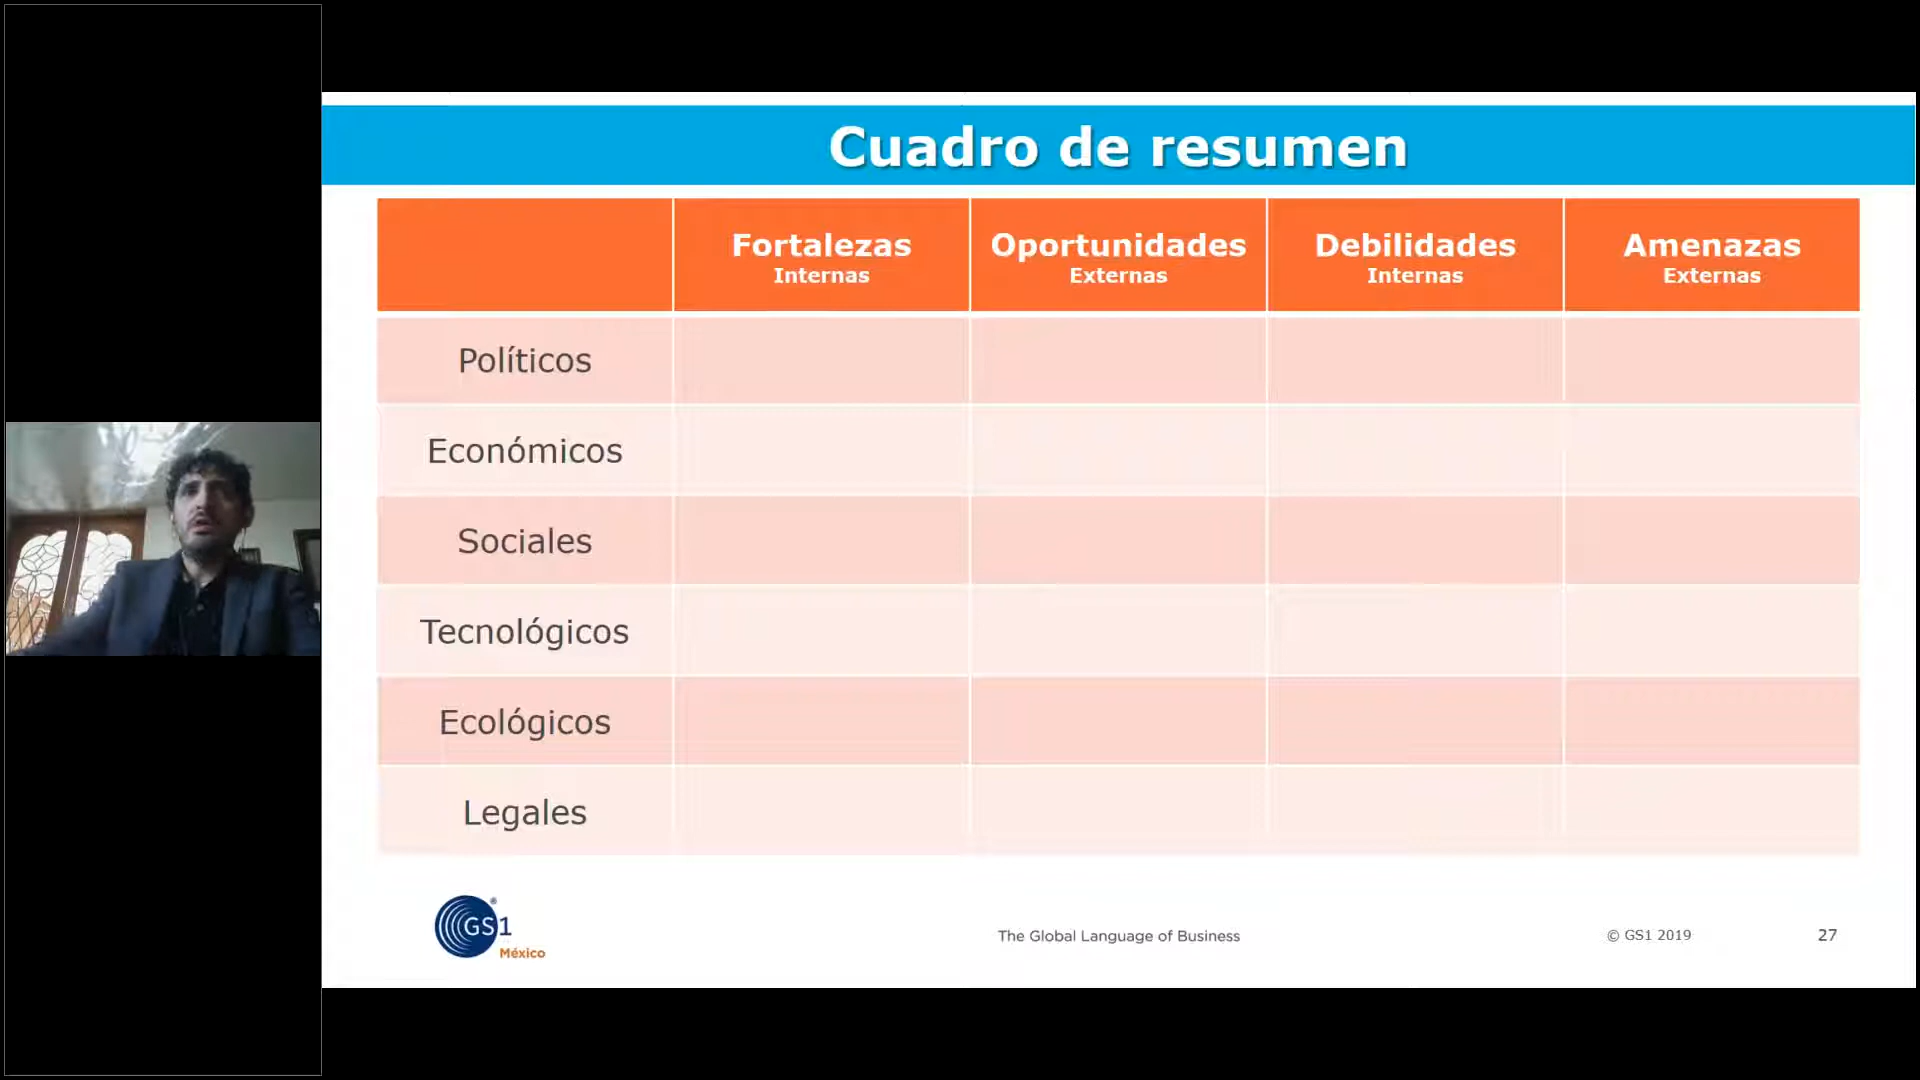 Cuadro de resumen
Fortalezas
Internas
Oportunidades
Externas
Debilidades
Internas
Amenazas
Externas
Políticos
Económicos
Sociales
Tecnológicos
Ecológicos
Legales
GS1
®
México
The Global Language of Business
© GS1 2019
27